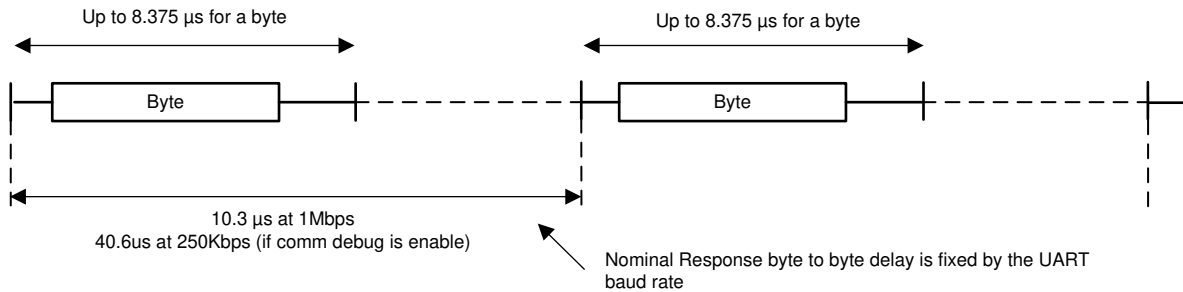 Up to 8.375 µs for a byte
Up to 8.375 µs for a byte
Byte
Byte
10.3 µs at 1Mbps
40.6us at 250Kbps (if comm debug is enable)
Nominal Response byte to byte delay is fixed by the UART
baud rate